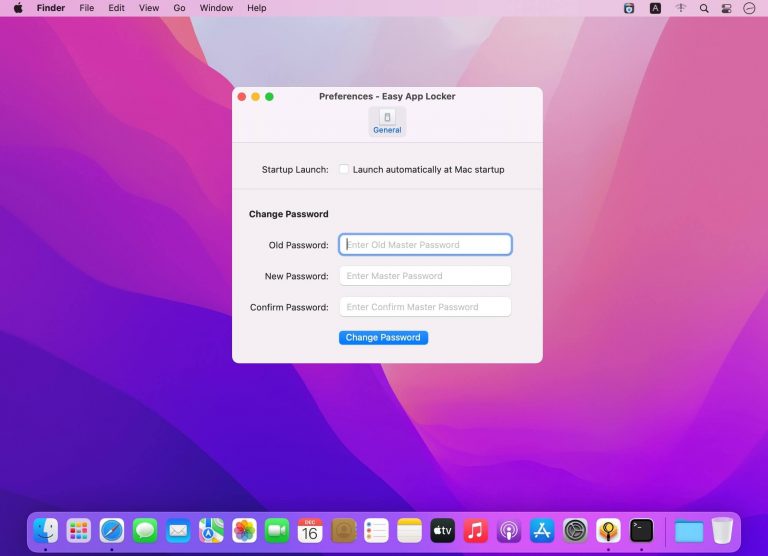 Finder File Edit View Go Window Help A
Preferences - Easy App Locker
General
Startup Launch: Launch automatically at Mac startup
Change Password
Old Password: Enter Old Master Password
New Password: Enter Master Password
Confirm Password: Enter Confirm Master Password
Change Password
DEC
16
tv
>_